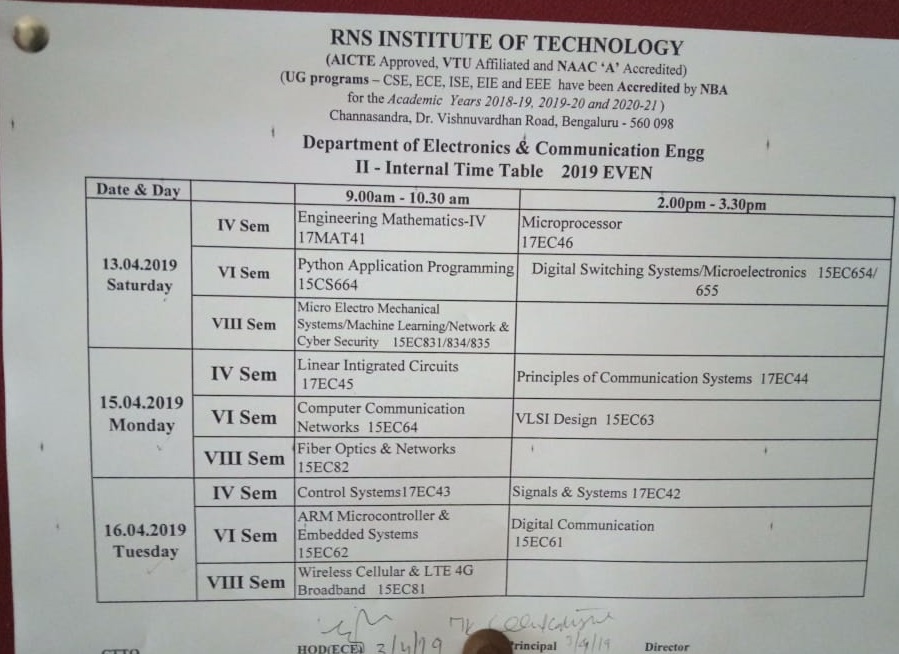 RNS INSTITUTE OF TECHNOLOGY
(AICTE Approved, VTU Affiliated and NAAC ‘A’ Accredited)
(UG programs – CSE, ECE, ISE, EIE and EEE have been Accredited by NBA
for the Academic Years 2018-19, 2019-20 and 2020-21)
Channasandra, Dr. Vishnuvardhan Road, Bengaluru - 560 098
Department of Electronics & Communication Engg
II - Internal Time Table 2019 EVEN
Date & Day
9.00am - 10.30 am
2.00pm - 3.30pm
13.04.2019
Saturday
IV Sem
Engineering Mathematics-IV
17MAT41
Microprocessor
17EC46
VI Sem
Python Application Programming
15CS664
Digital Switching Systems/Microelectronics 15EC654/
655
VIII Sem
Micro Electro Mechanical
Systems/Machine Learning/Network &
Cyber Security 15EC831/834/835
15.04.2019
Monday
IV Sem
Linear Intigrated Circuits
17EC45
Principles of Communication Systems 17EC44
VI Sem
Computer Communication
Networks 15EC64
VLSI Design 15EC63
VIII Sem
Fiber Optics & Networks
15EC82
16.04.2019
Tuesday
IV Sem
Control Systems17EC43
Signals & Systems 17EC42
VI Sem
ARM Microcontroller &
Embedded Systems
15EC62
Digital Communication
15EC61
VIII Sem
Wireless Cellular & LTE 4G
Broadband 15EC81
HOD(ECE) 3/4/19
3/4/19
Director